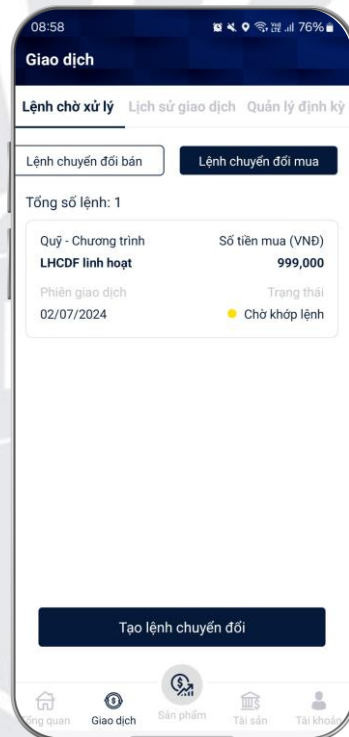 08:58 76%
Giao dịch
Lệnh chờ xử lý Lịch sử giao dịch Quản lý định kỳ
Lệnh chuyển đổi bán Lệnh chuyển đổi mua
Tổng số lệnh: 1
Quỹ - Chương trình Số tiền mua (VNĐ)
LHCDF linh hoạt 999,000
Phiên giao dịch Trạng thái
02/07/2024 Chờ khớp lệnh
Tạo lệnh chuyển đổi
Tổng quan Giao dịch Sản phẩm Tài sản Tài khoản